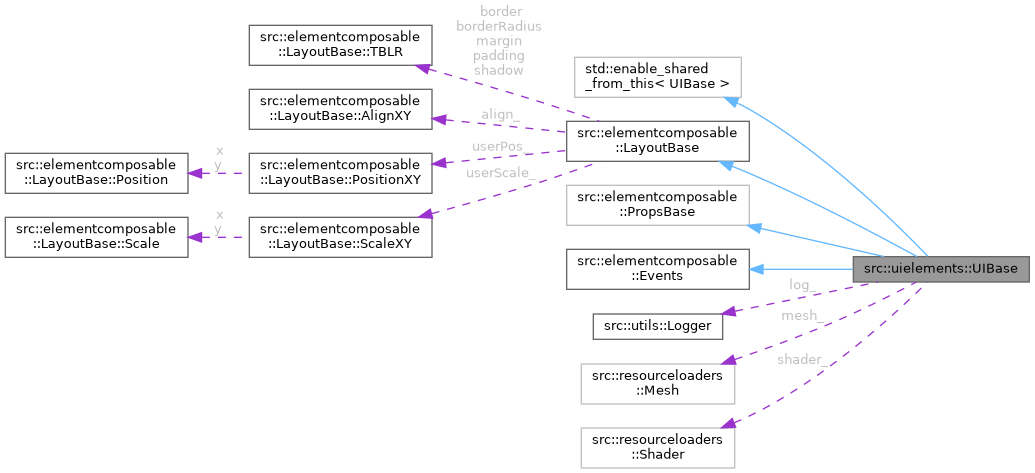 border
borderRadius
margin
padding
shadow
src::elementcomposable
::LayoutBase::TBLR
std::enable_shared
_from_this< UIBase >
src::elementcomposable
::LayoutBase::AlignXY
align_
src::elementcomposable
::LayoutBase
userPos_
src::elementcomposable
::LayoutBase::Position
x
y
src::elementcomposable
::LayoutBase::PositionXY
userScale_
src::elementcomposable
::PropsBase
src::elementcomposable
::LayoutBase::Scale
x
y
src::elementcomposable
::LayoutBase::ScaleXY
src::elementcomposable
::Events
src::uielements::UIBase
log_
src::utils::Logger
mesh_
src::resourceloaders
::Mesh
shader_
src::resourceloaders
::Shader